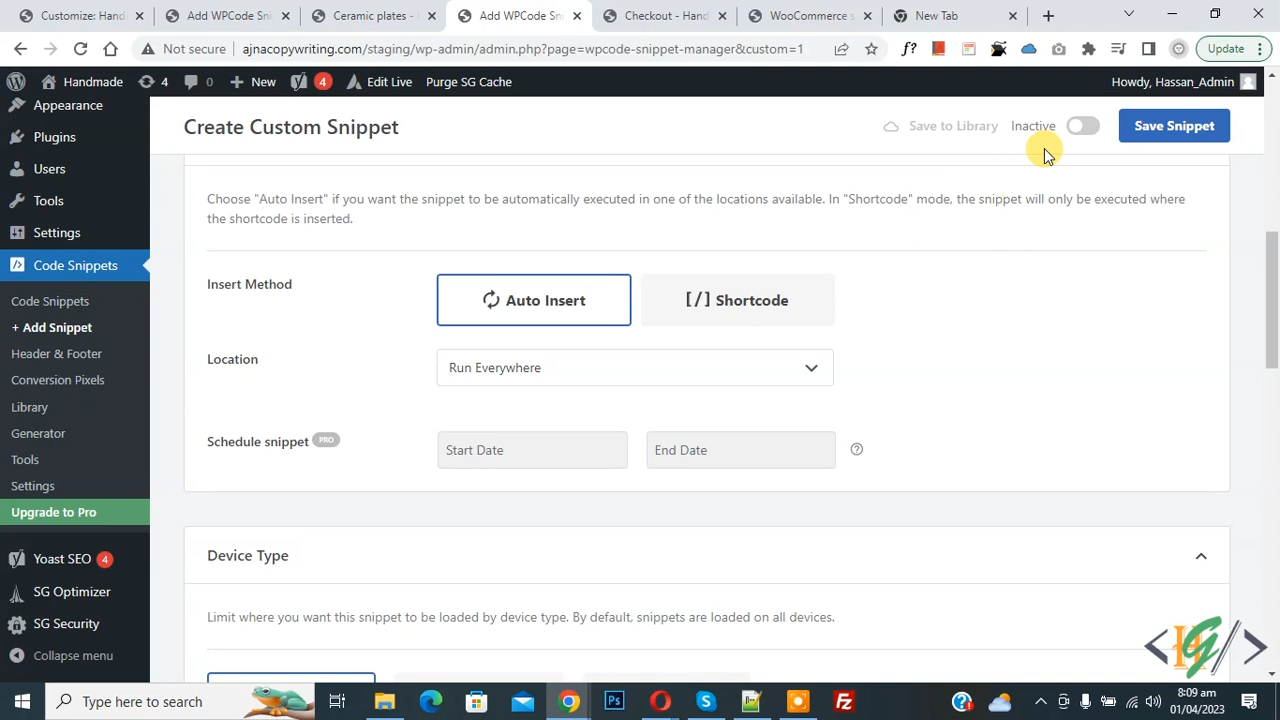 Customize: Hand
Add WPCode Sni
Ceramic plates -
Add WPCode Sni
Checkout - Hand
WooCommerce s
New Tab
Not secure
ajnacopywriting.com/staging/wp-admin/admin.php?page=wpcode-snippet-manager&custom=1
f?
Update
Handmade
4
0
New
4
Edit Live
Purge SG Cache
Howdy, Hassan_Admin
Appearance
Plugins
Users
Tools
Settings
Code Snippets
Code Snippets
+ Add Snippet
Header & Footer
Conversion Pixels
Library
Generator
Tools
Settings
Upgrade to Pro
Yoast SEO 4
SG Optimizer
SG Security
Collapse menu
Create Custom Snippet
Save to Library
Inactive
Save Snippet
Choose "Auto Insert" if you want the snippet to be automatically executed in one of the locations available. In "Shortcode" mode, the snippet will only be executed where
the shortcode is inserted.
Insert Method
Auto Insert
[/] Shortcode
Location
Run Everywhere
Schedule snippet PRO
Start Date
End Date
Device Type
Limit where you want this snippet to be loaded by device type. By default, snippets are loaded on all devices.
<HG/>
Type here to search
Ps
8:09 am
01/04/2023